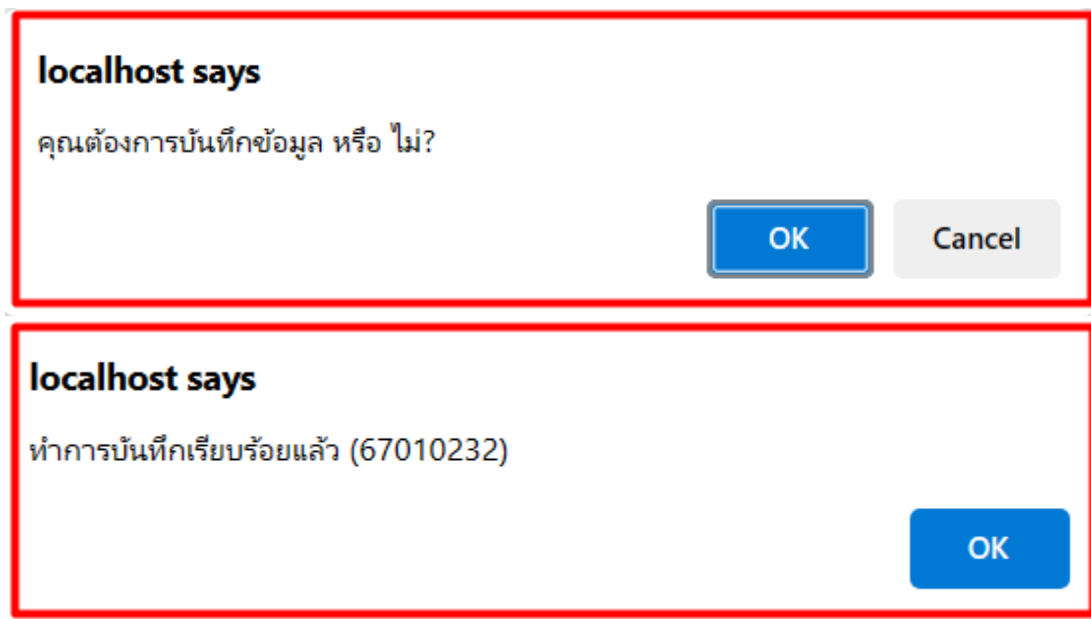 localhost says
คุณต้องการบันทึกข้อมูล หรือ ไม่?
OK
Cancel
localhost says
ทำการบันทึกเรียบร้อยแล้ว (67010232)
OK